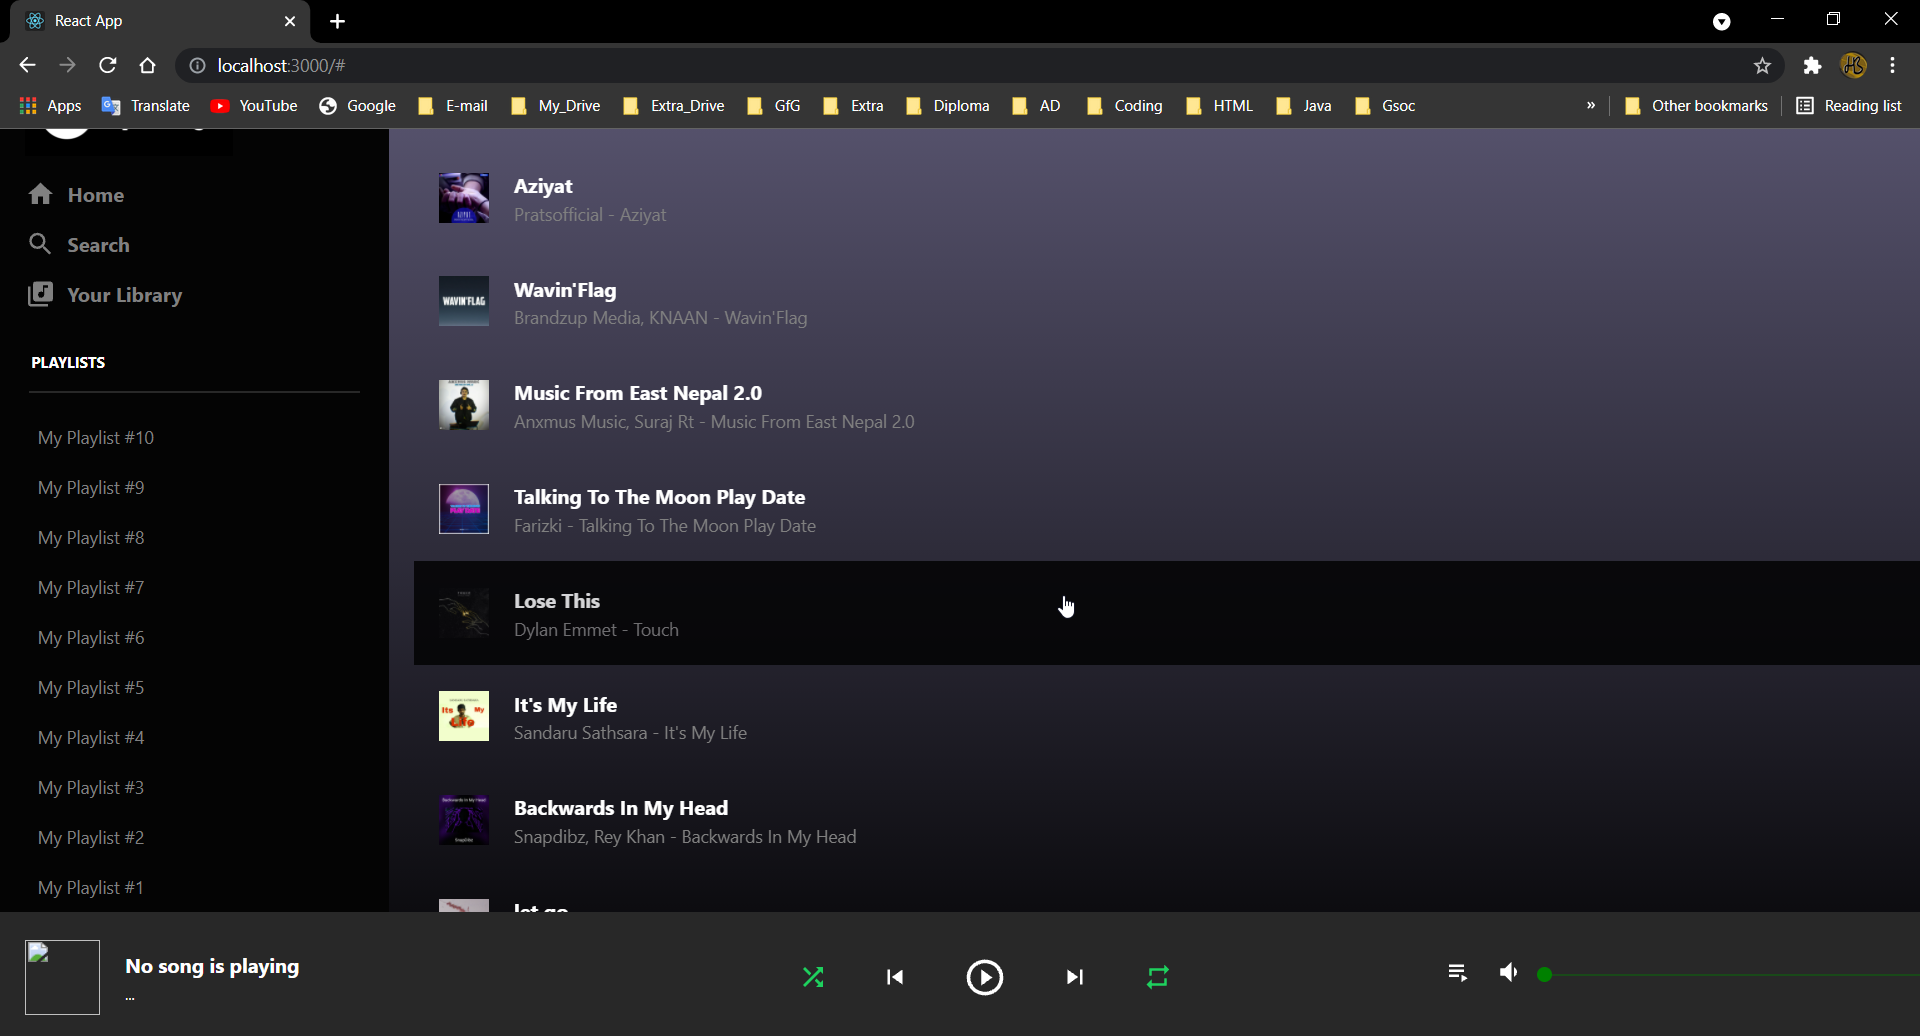 React App
localhost:3000/#
Apps Translate YouTube Google E-mail My_Drive Extra_Drive GfG Extra Diploma AD Coding HTML Java Gsoc » Other bookmarks Reading list
Home
Search
Your Library
PLAYLISTS
My Playlist #10
My Playlist #9
My Playlist #8
My Playlist #7
My Playlist #6
My Playlist #5
My Playlist #4
My Playlist #3
My Playlist #2
My Playlist #1
Aziyat
Pratsofficial - Aziyat
WAVIN'FLAG
Wavin'Flag
Brandzup Media, KNAAN - Wavin'Flag
Music From East Nepal 2.0
Anxmus Music, Suraj Rt - Music From East Nepal 2.0
Talking To The Moon Play Date
Farizki - Talking To The Moon Play Date
Lose This
Dylan Emmet - Touch
Its My
It's My Life
Sandaru Sathsara - It's My Life
Backwards In My Head
Snapdibz, Rey Khan - Backwards In My Head
let go
No song is playing
...